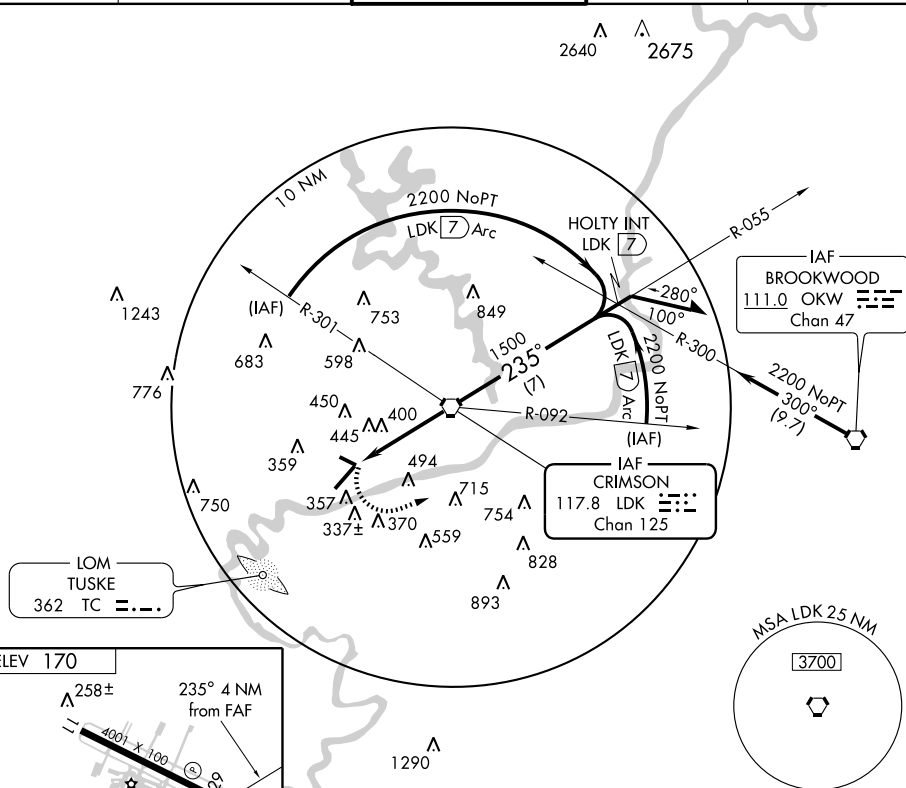 2640
2675
10 NM
2200 NoPT
LDK 7 Arc
HOLTY INT
LDK 7
R-055
IAF
BROOKWOOD
111.0 OKW
Chan 47
280°
100°
R-300
2200 NoPT
300°
(9.7)
1243
(IAF)
R-301
753
849
683
598
1500
235°
(7)
2200 NoPT
LDK 7 Arc
776
450
445
400
R-092
(IAF)
359
494
IAF
CRIMSON
117.8 LDK
Chan 125
750
357
715
754
337±
370
559
828
893
LOM
TUSKE
362 TC
MSA LDK 25 NM
3700
ELEV 170
258±
235° 4 NM
from FAF
4001 X 100
P
29
11
1290